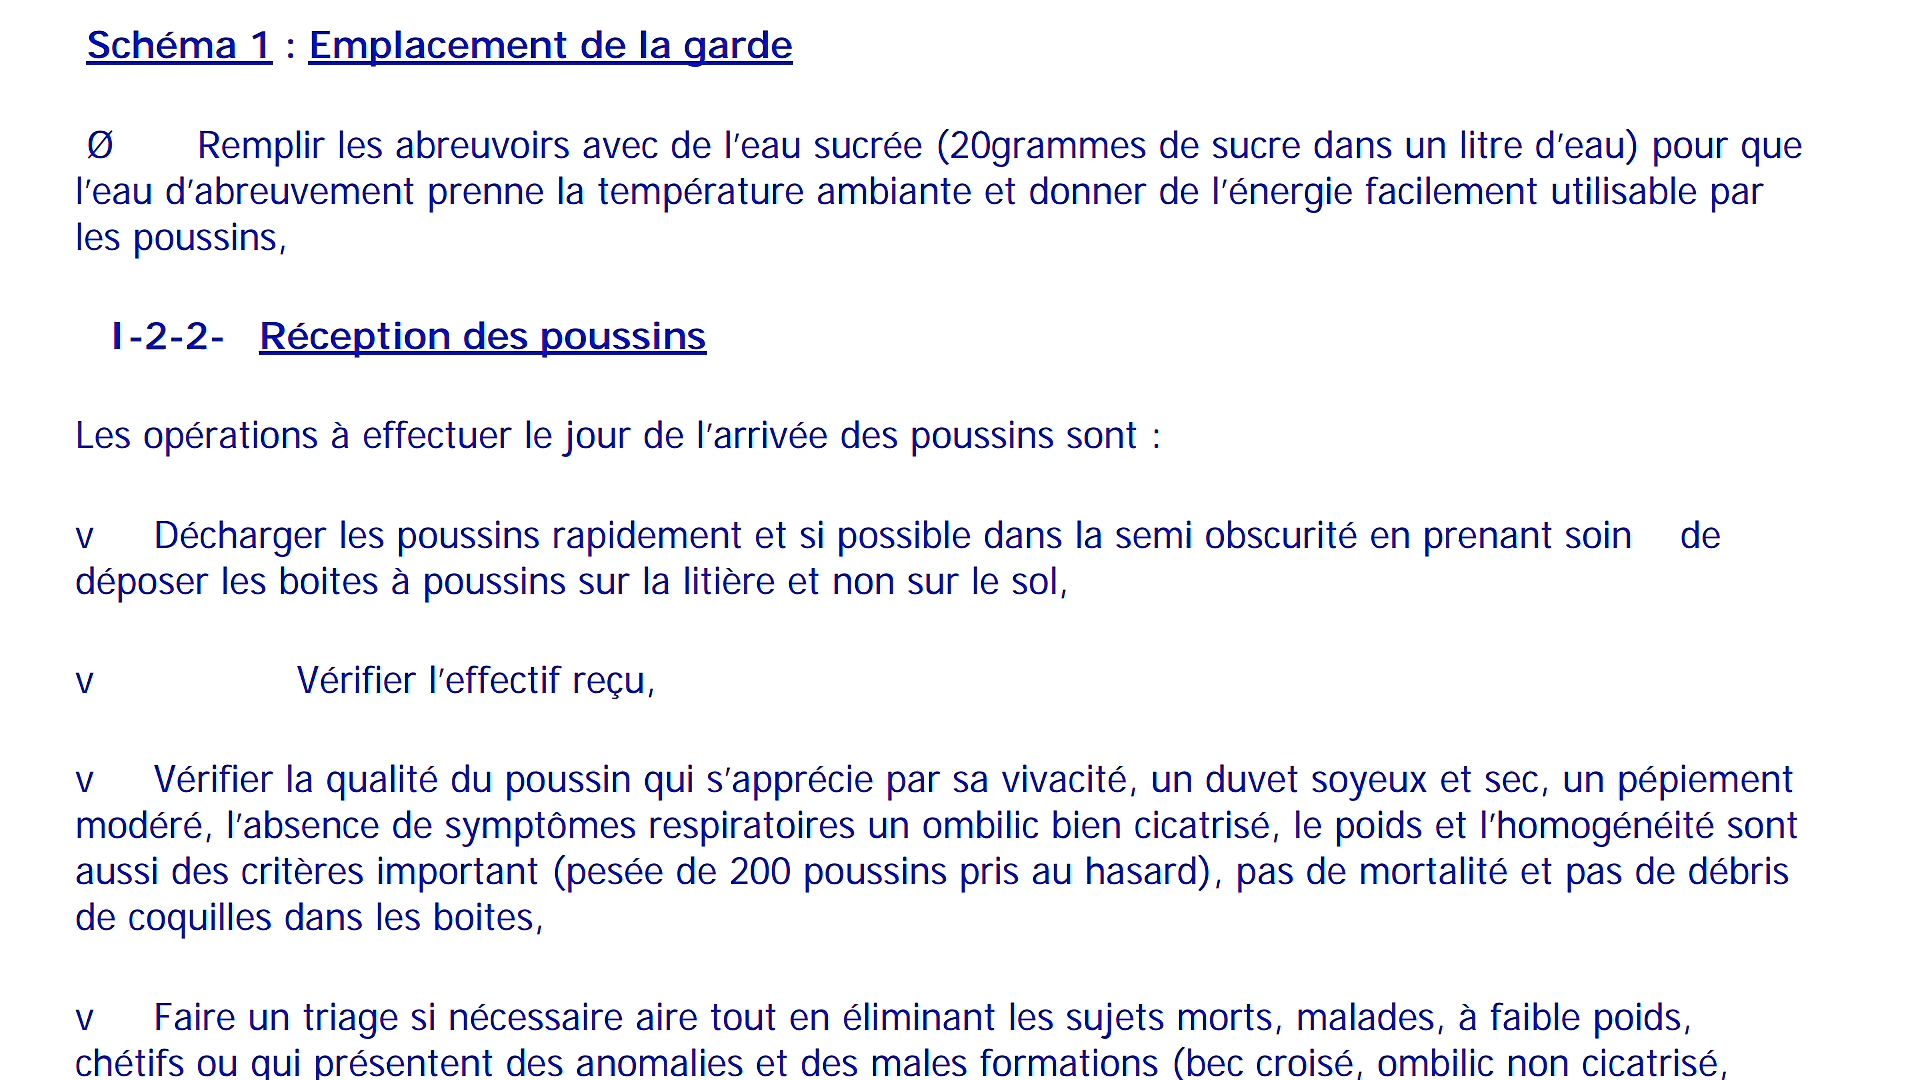 Schéma 1 : Emplacement de la garde
Ø Remplir les abreuvoirs avec de l’eau sucrée (20grammes de sucre dans un litre d’eau) pour que
l’eau d’abreuvement prenne la température ambiante et donner de l’énergie facilement utilisable par
les poussins,
I-2-2- Réception des poussins
Les opérations à effectuer le jour de l’arrivée des poussins sont :
v Décharger les poussins rapidement et si possible dans la semi obscurité en prenant soin de
déposer les boites à poussins sur la litière et non sur le sol,
v Vérifier l’effectif reçu,
v Vérifier la qualité du poussin qui s’apprécie par sa vivacité, un duvet soyeux et sec, un pépiement
modéré, l’absence de symptômes respiratoires un ombilic bien cicatrisé, le poids et l’homogénéité sont
aussi des critères important (pesée de 200 poussins pris au hasard), pas de mortalité et pas de débris
de coquilles dans les boites,
v Faire un triage si nécessaire aire tout en éliminant les sujets morts, malades, à faible poids,
chétifs ou qui présentent des anomalies et des males formations (bec croisé, ombilic non cicatrisé,